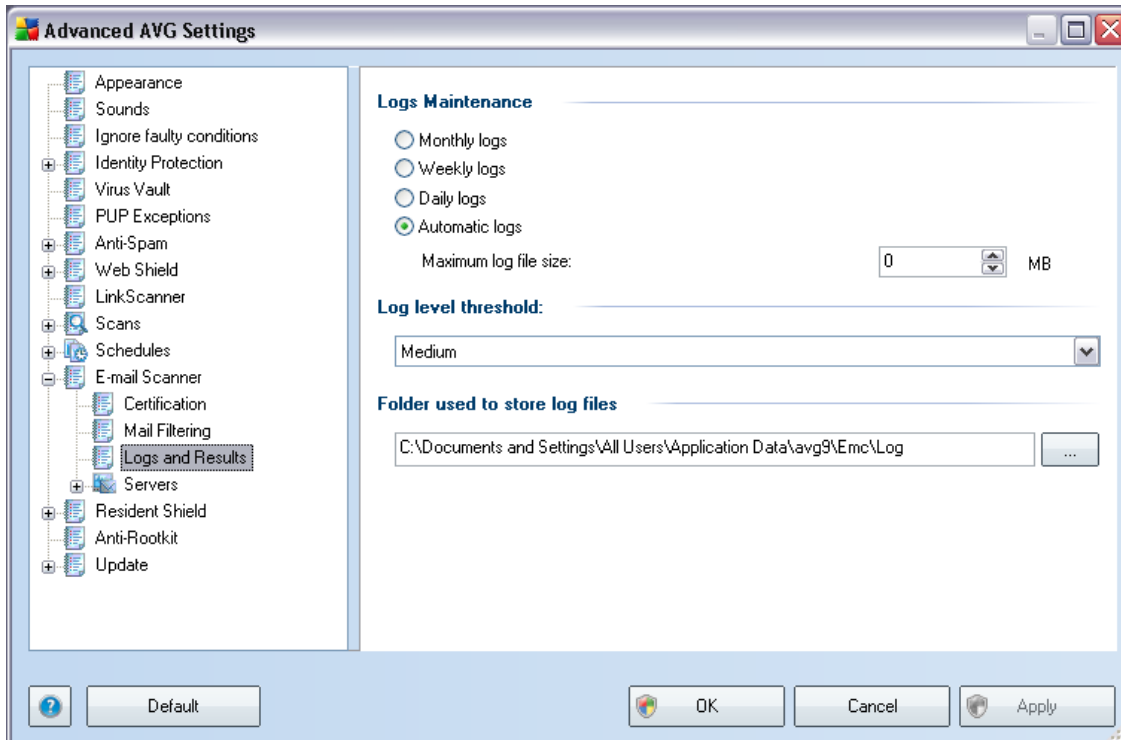 Advanced AVG Settings
Appearance
Sounds
Ignore faulty conditions
Identity Protection
Virus Vault
PUP Exceptions
Anti-Spam
Web Shield
LinkScanner
Scans
Schedules
E-mail Scanner
Certification
Mail Filtering
Logs and Results
Servers
Resident Shield
Anti-Rootkit
Update
Logs Maintenance
Monthly logs
Weekly logs
Daily logs
Automatic logs
Maximum log file size: 0 MB
Log level threshold:
Medium
Folder used to store log files
C:\Documents and Settings\All Users\Application Data\avg9\Emc\Log ...
? Default OK Cancel Apply